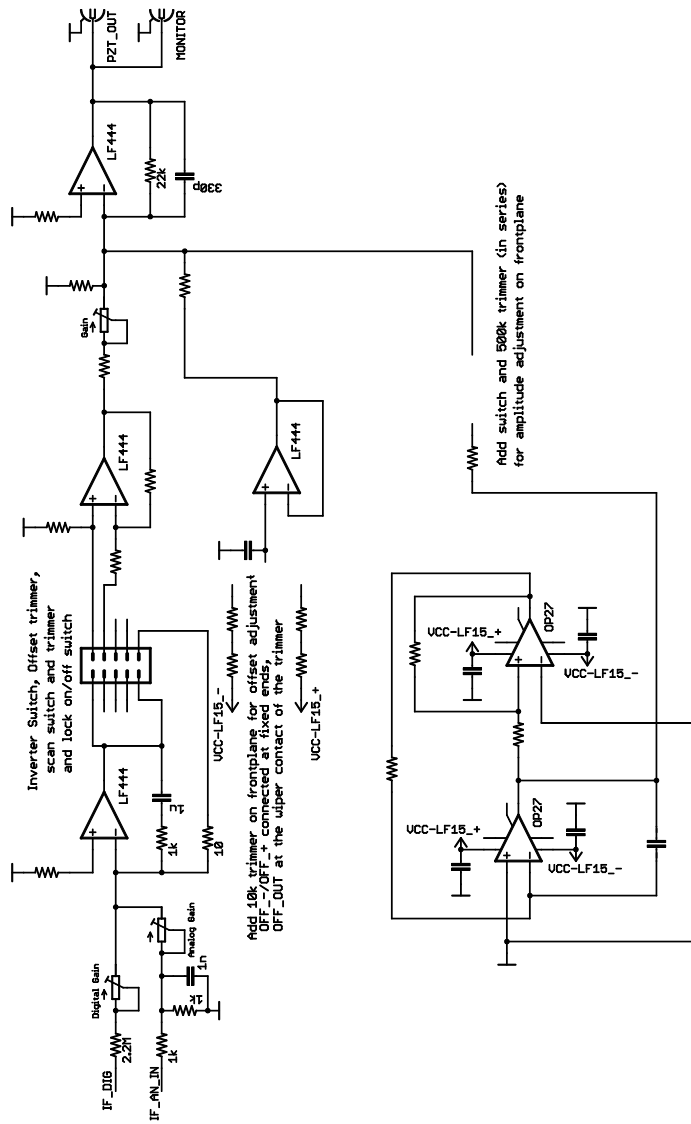 PZT_OUT
MONITOR
LF444
22k
330p
Gain
LF444
LF444
Inverter Switch, Offset trimmer,
scan switch and trimmer
and lock on/off switch
LF444
1u
1k
10
VCC-LF15_-
VCC-LF15_+
Add 10k trimmer on frontplane for offset adjustment
OFF_-/OFF_+ connected at fixed ends,
OFF_OUT at the wiper contact of the trimmer
Digital Gain
Analog Gain
1n
1k
2.2M
1k
IF_DIG
IF_AN_IN
Add switch and 500k trimmer (in series)
for amplitude adjustment on frontplane
OP27
VCC-LF15_+
VCC-LF15_-
OP27
VCC-LF15_+
VCC-LF15_-